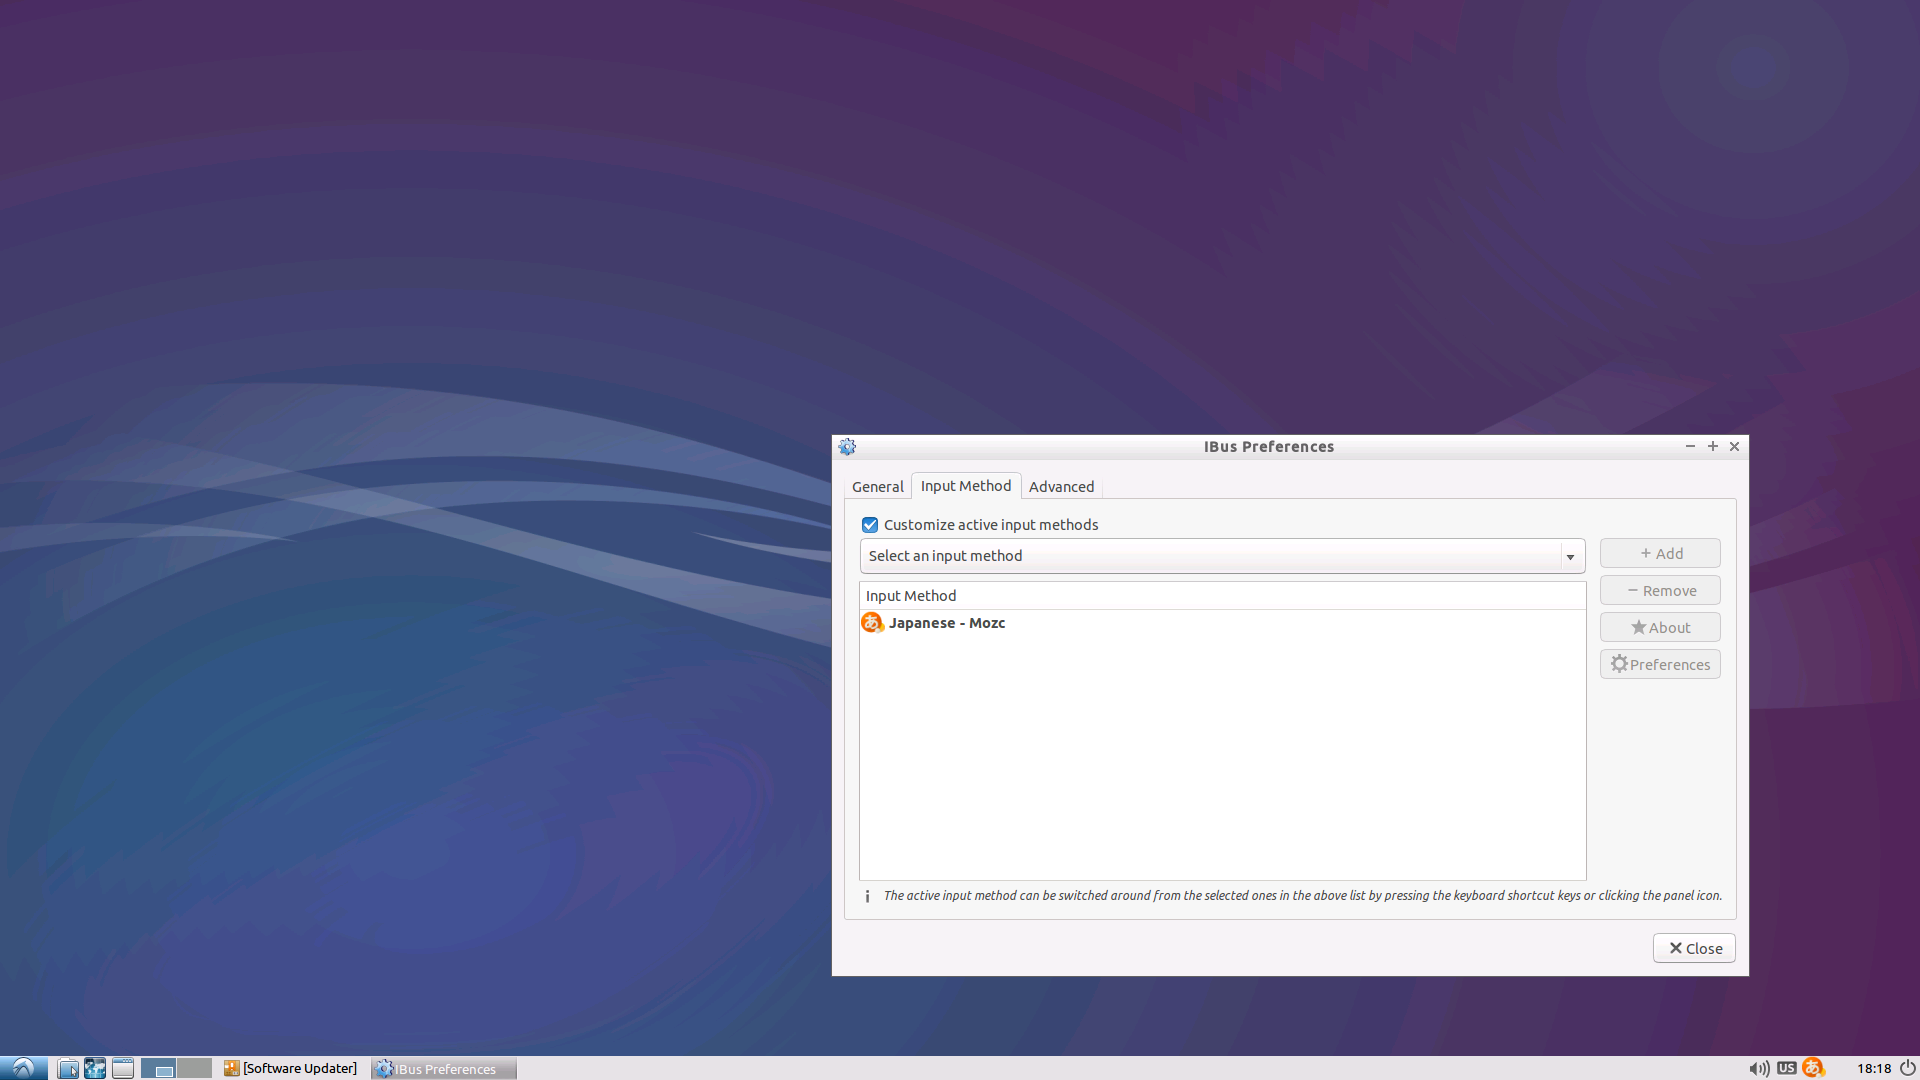 IBus Preferences
General
Input Method
Advanced
Customize active input methods
Select an input method
Add
Input Method
Remove
あ Japanese - Mozc
About
Preferences
The active input method can be switched around from the selected ones in the above list by pressing the keyboard shortcut keys or clicking the panel icon.
Close
[Software Updater]
IBus Preferences
US
あ
18:18